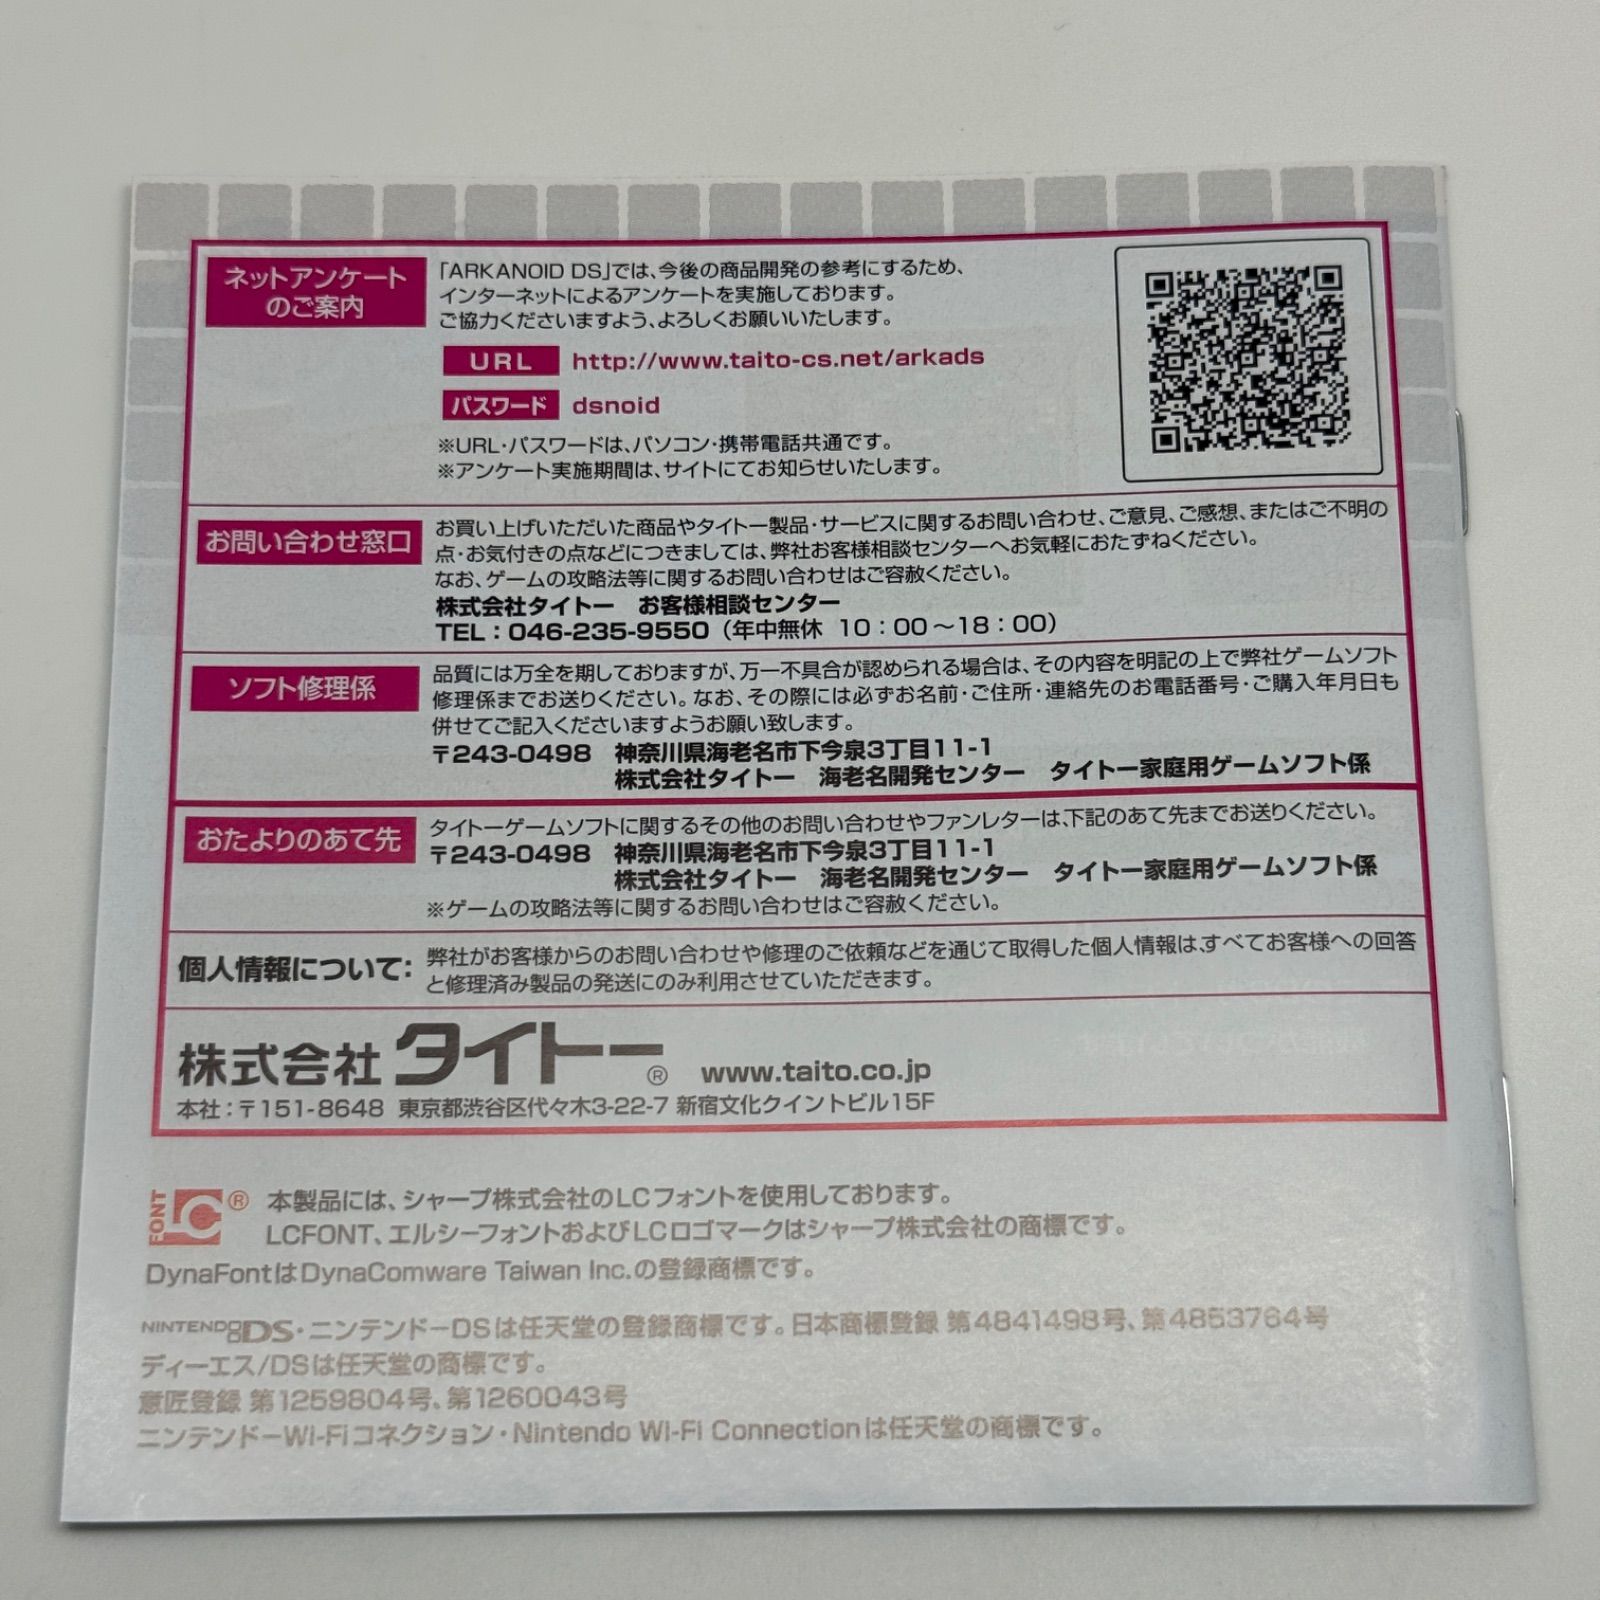 ネットアンケート
のご案内
「ARKANOID DS」では、今後の商品開発の参考にするため、
インターネットによるアンケートを実施しております。
ご協力くださいますよう、よろしくお願いいたします。
URL http://www.taito-cs.net/arkads
パスワード dsnoid
※URL・パスワードは、パソコン・携帯電話共通です。
※アンケート実施期間は、サイトにてお知らせいたします。
お問い合わせ窓口
お買い上げいただいた商品やタイトー製品・サービスに関するお問い合わせ、ご意見、ご感想、またはご不明の
点・お気付きの点などにつきましては、弊社お客様相談センターへお気軽におたずねください。
なお、ゲームの攻略法等に関するお問い合わせはご容赦ください。
株式会社タイトー お客様相談センター
TEL：046-235-9550（年中無休 10：00～18：00）
ソフト修理係
品質には万全を期しておりますが、万一不具合が認められる場合は、その内容を明記の上で弊社ゲームソフト
修理係までお送りください。なお、その際には必ずお名前・ご住所・連絡先のお電話番号・ご購入年月日も
併せてご記入くださいますようお願い致します。
〒243-0498 神奈川県海老名市下今泉3丁目11-1
株式会社タイトー 海老名開発センター タイトー家庭用ゲームソフト係
おたよりのあて先
タイトーゲームソフトに関するその他のお問い合わせやファンレターは、下記のあて先までお送りください。
〒243-0498 神奈川県海老名市下今泉3丁目11-1
株式会社タイトー 海老名開発センター タイトー家庭用ゲームソフト係
※ゲームの攻略法等に関するお問い合わせはご容赦ください。
個人情報について：
弊社がお客様からのお問い合わせや修理のご依頼などを通じて取得した個人情報は、すべてお客様への回答
と修理済み製品の発送にのみ利用させていただきます。
株式会社 タイトー® www.taito.co.jp
本社：〒151-8648 東京都渋谷区代々木3-22-7 新宿文化クイントビル15F
LC FONT® 本製品には、シャープ株式会社のLCフォントを使用しております。
LCFONT、エルシーフォントおよびLCロゴマークはシャープ株式会社の商標です。
DynaFontはDynaComware Taiwan Inc.の登録商標です。
NINTENDO DS・ニンテンドーDSは任天堂の登録商標です。日本商標登録 第4841498号、第4853764号
ディーエス/DSは任天堂の商標です。
意匠登録 第1259804号、第1260043号
ニンテンドーWi-Fiコネクション・Nintendo Wi-Fi Connectionは任天堂の商標です。